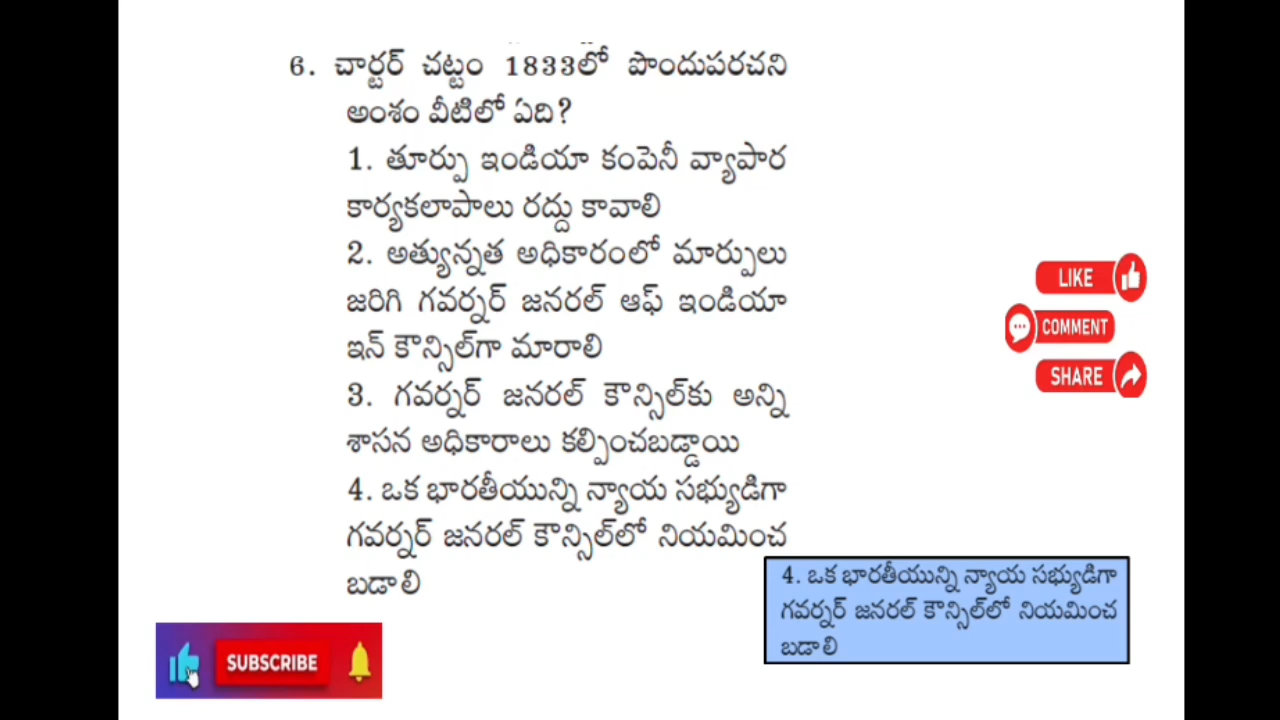 6. చార్టర్ చట్టం 1833లో పొందుపరచని
అంశం వీటిలో ఏది?
1. తూర్పు ఇండియా కంపెనీ వ్యాపార
కార్యకలాపాలు రద్దు కావాలి
2. అత్యున్నత అధికారంలో మార్పులు
జరిగి గవర్నర్ జనరల్ ఆఫ్ ఇండియా
ఇన్ కౌన్సిల్‌గా మారాలి
3. గవర్నర్ జనరల్ కౌన్సిల్‌కు అన్ని
శాసన అధికారాలు కల్పించబడ్డాయి
4. ఒక భారతీయున్ని న్యాయ సభ్యుడిగా
గవర్నర్ జనరల్ కౌన్సిల్‌లో నియమించ
బడాలి
4. ఒక భారతీయున్ని న్యాయ సభ్యుడిగా
గవర్నర్ జనరల్ కౌన్సిల్‌లో నియమించ
బడాలి
LIKE
COMMENT
SHARE
SUBSCRIBE